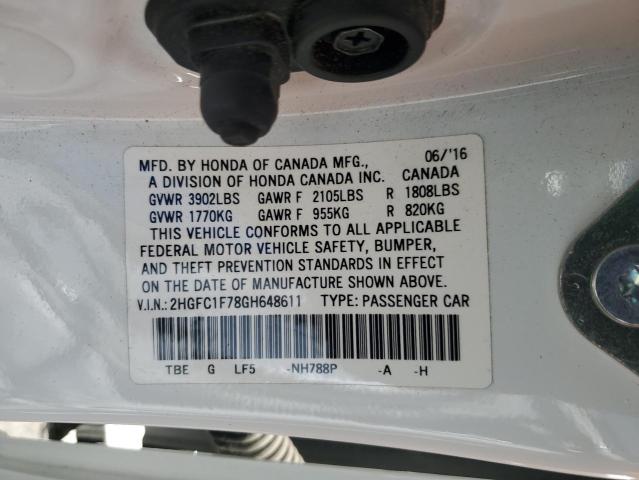 MFD. BY HONDA OF CANADA MFG., 06/'16
A DIVISION OF HONDA CANADA INC. CANADA
GVWR 3902LBS GAWR F 2105LBS R 1808LBS
GVWR 1770KG GAWR F 955KG R 820KG
THIS VEHICLE CONFORMS TO ALL APPLICABLE
FEDERAL MOTOR VEHICLE SAFETY, BUMPER,
AND THEFT PREVENTION STANDARDS IN EFFECT
ON THE DATE OF MANUFACTURE SHOWN ABOVE.
V.I.N.: 2HGFC1F78GH648611 TYPE: PASSENGER CAR
TBE G LF5 -NH788P -A -H